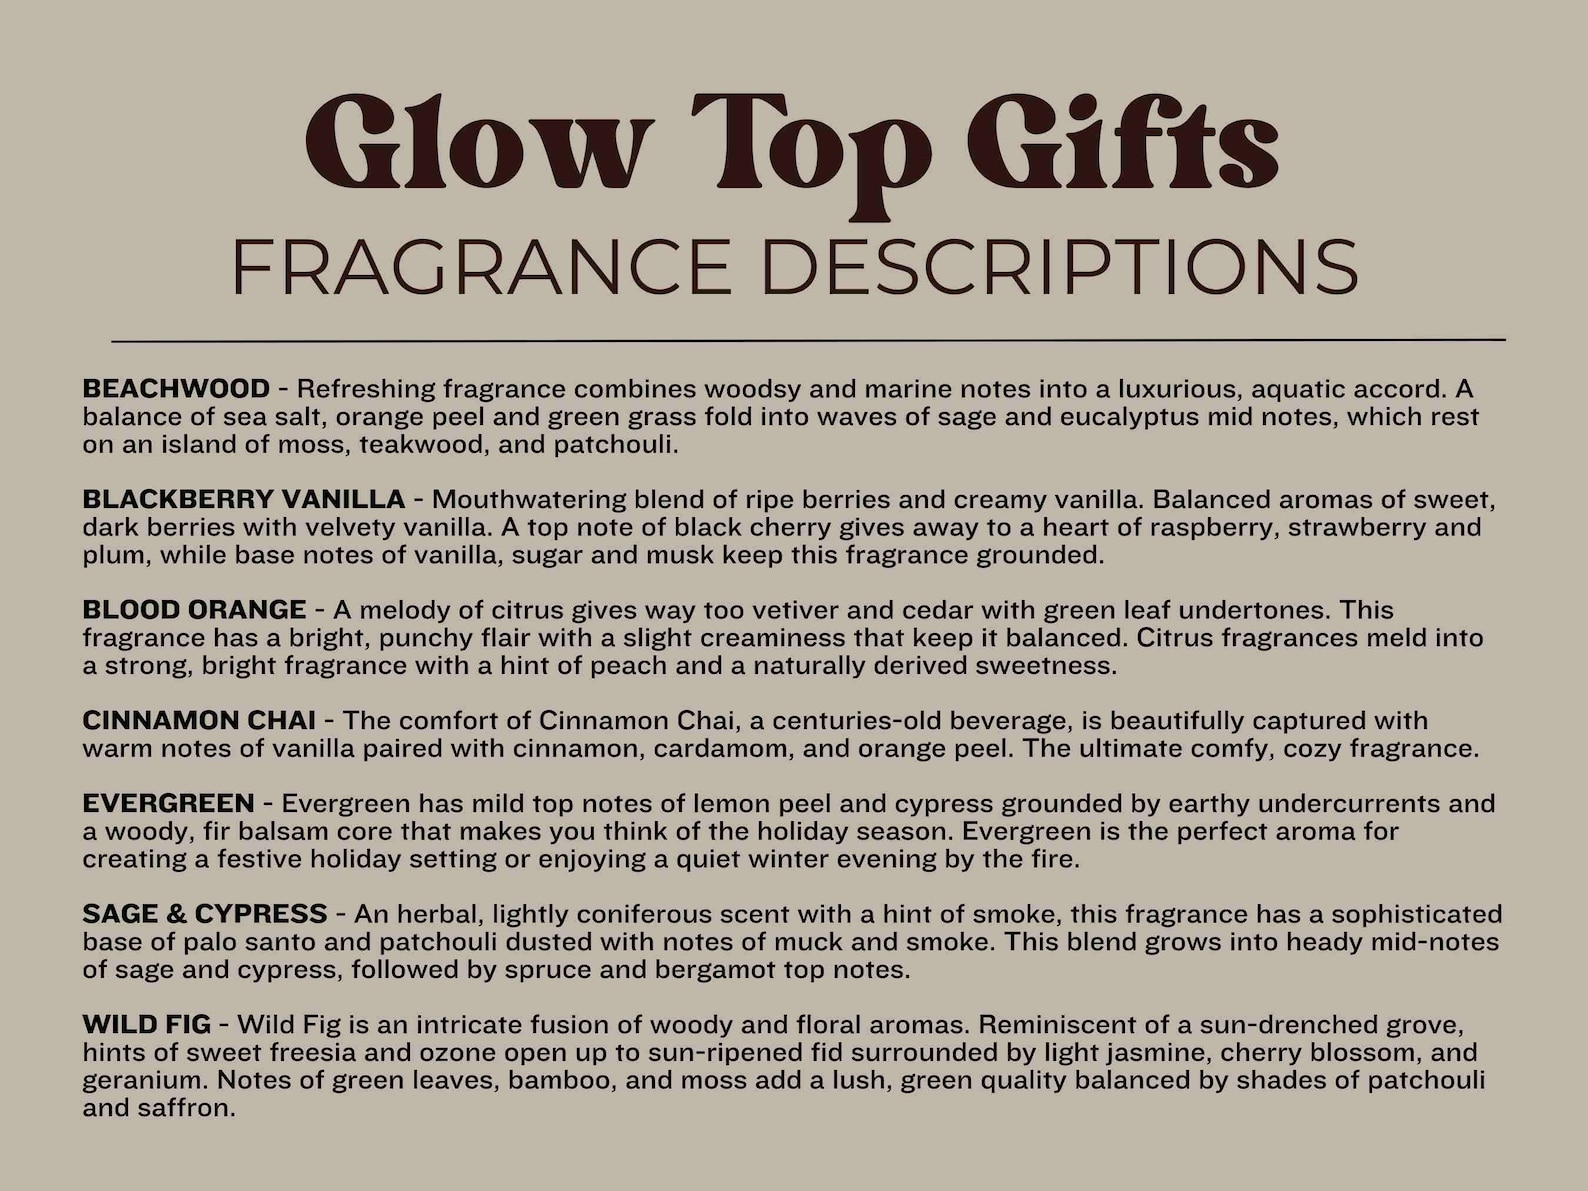 Glow Top Gifts
FRAGRANCE DESCRIPTIONS
BEACHWOOD - Refreshing fragrance combines woodsy and marine notes into a luxurious, aquatic accord. A
balance of sea salt, orange peel and green grass fold into waves of sage and eucalyptus mid notes, which rest
on an island of moss, teakwood, and patchouli.
BLACKBERRY VANILLA - Mouthwatering blend of ripe berries and creamy vanilla. Balanced aromas of sweet,
dark berries with velvety vanilla. A top note of black cherry gives away to a heart of raspberry, strawberry and
plum, while base notes of vanilla, sugar and musk keep this fragrance grounded.
BLOOD ORANGE - A melody of citrus gives way too vetiver and cedar with green leaf undertones. This
fragrance has a bright, punchy flair with a slight creaminess that keep it balanced. Citrus fragrances meld into
a strong, bright fragrance with a hint of peach and a naturally derived sweetness.
CINNAMON CHAI - The comfort of Cinnamon Chai, a centuries-old beverage, is beautifully captured with
warm notes of vanilla paired with cinnamon, cardamom, and orange peel. The ultimate comfy, cozy fragrance.
EVERGREEN - Evergreen has mild top notes of lemon peel and cypress grounded by earthy undercurrents and
a woody, fir balsam core that makes you think of the holiday season. Evergreen is the perfect aroma for
creating a festive holiday setting or enjoying a quiet winter evening by the fire.
SAGE & CYPRESS - An herbal, lightly coniferous scent with a hint of smoke, this fragrance has a sophisticated
base of palo santo and patchouli dusted with notes of muck and smoke. This blend grows into heady mid-notes
of sage and cypress, followed by spruce and bergamot top notes.
WILD FIG - Wild Fig is an intricate fusion of woody and floral aromas. Reminiscent of a sun-drenched grove,
hints of sweet freesia and ozone open up to sun-ripened fid surrounded by light jasmine, cherry blossom, and
geranium. Notes of green leaves, bamboo, and moss add a lush, green quality balanced by shades of patchouli
and saffron.